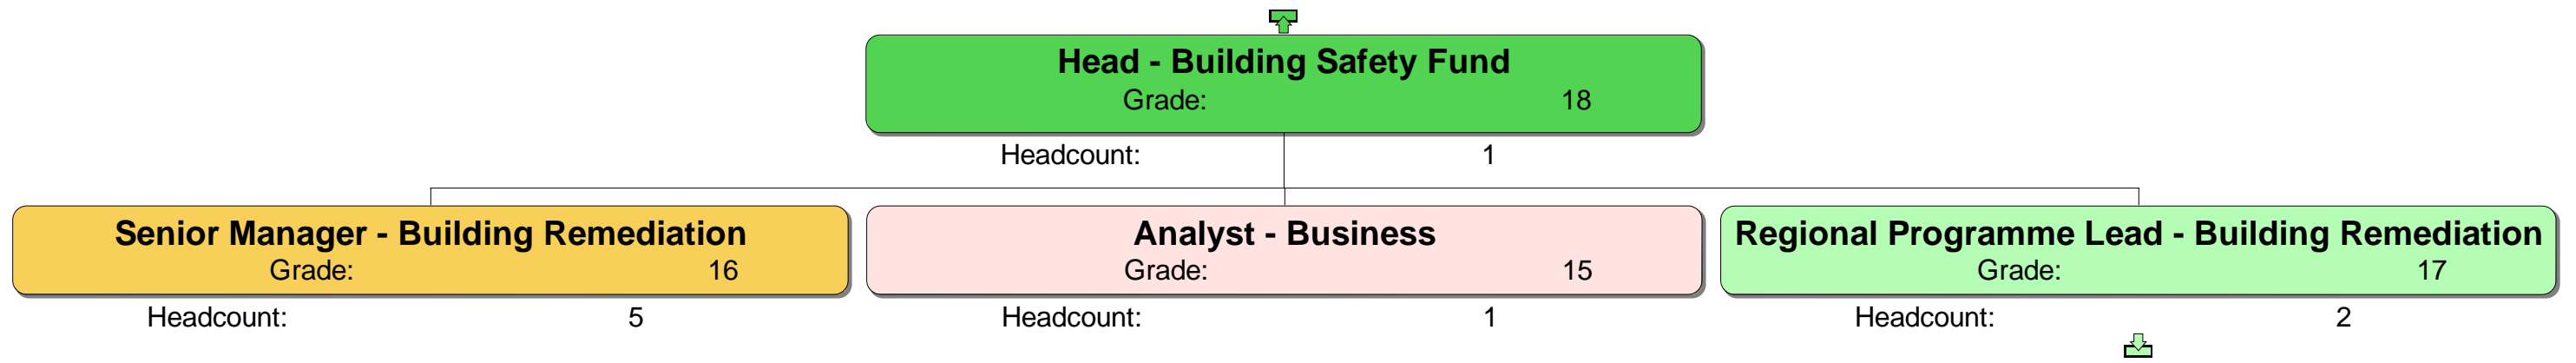 Head - Building Safety Fund
Grade: 18
Headcount: 1
Senior Manager - Building Remediation
Grade: 16
Headcount: 5
Analyst - Business
Grade: 15
Headcount: 1
Regional Programme Lead - Building Remediation
Grade: 17
Headcount: 2